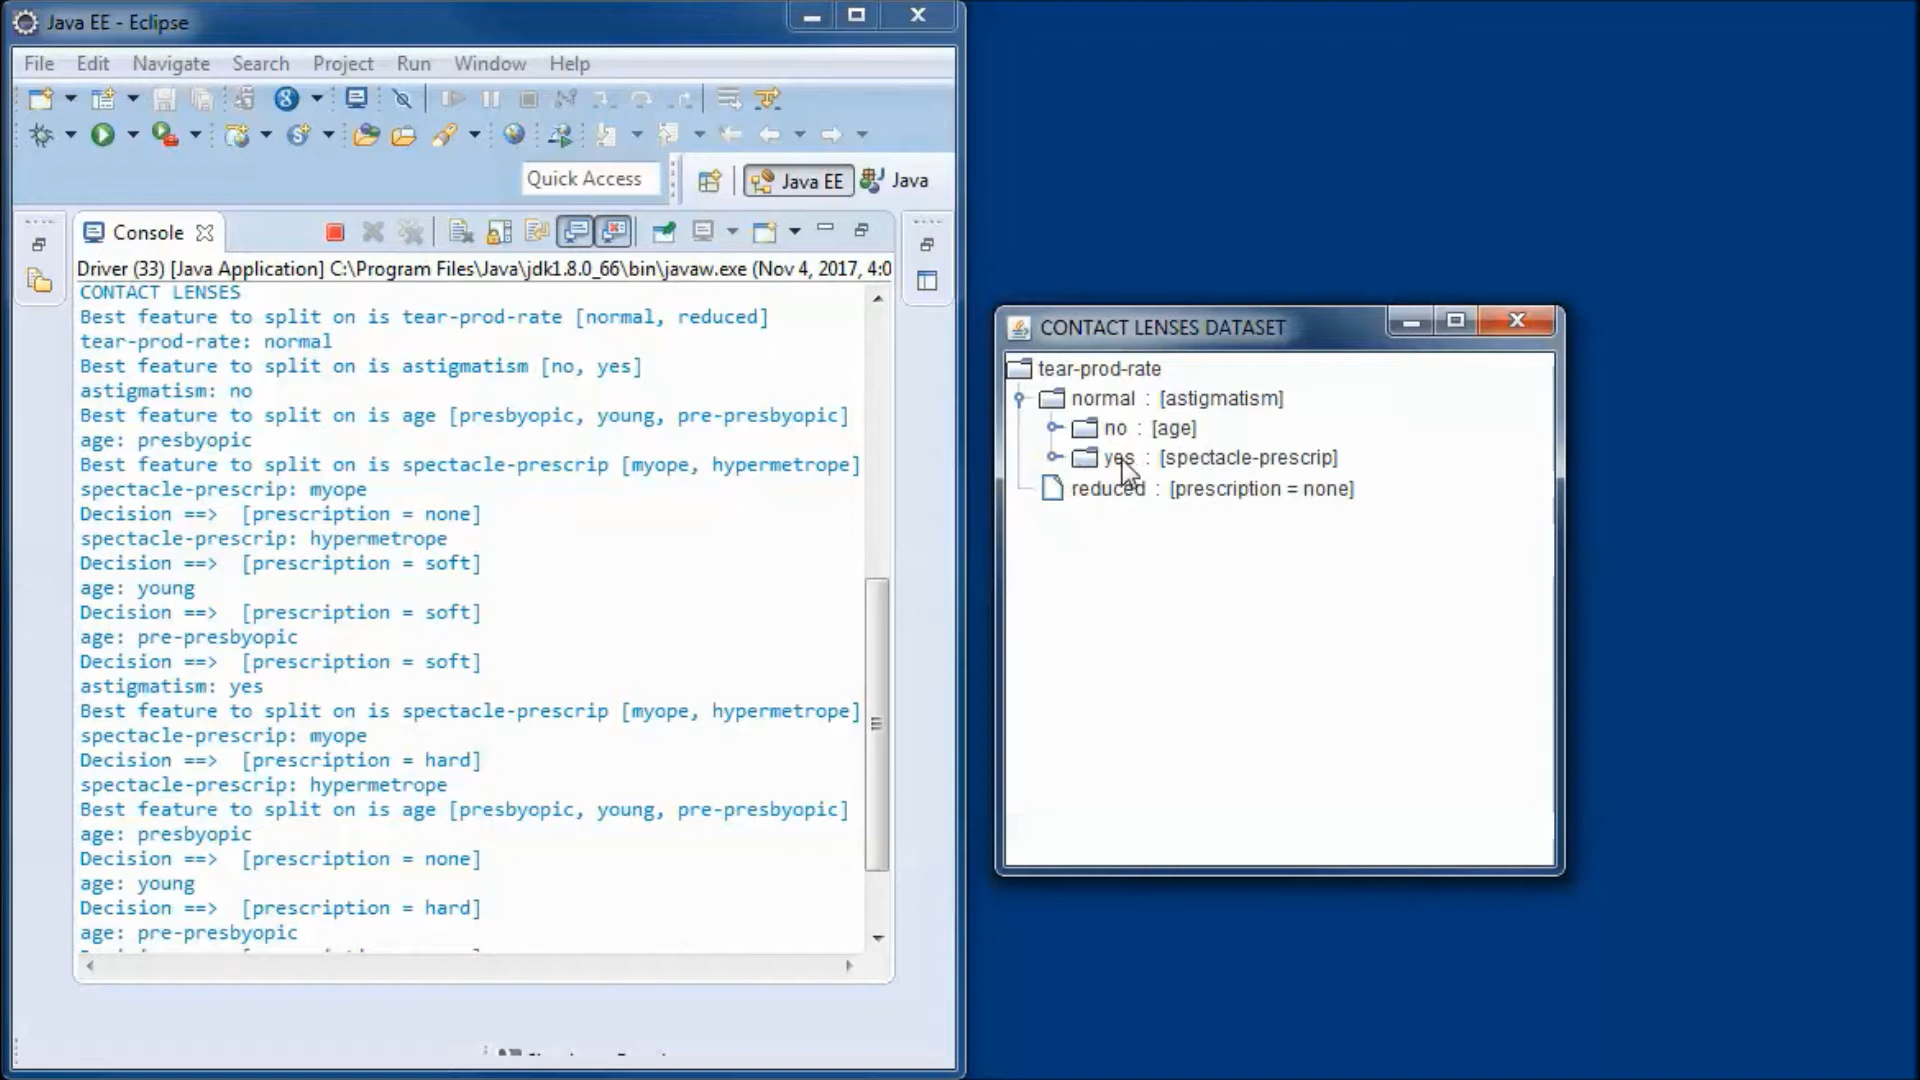 Java EE - Eclipse
File Edit Navigate Search Project Run Window Help
Quick Access
Java EE
Java
Console
Driver (33) [Java Application] C:\Program Files\Java\jdk1.8.0_66\bin\javaw.exe (Nov 4, 2017, 4:0
CONTACT LENSES
Best feature to split on is tear-prod-rate [normal, reduced]
tear-prod-rate: normal
Best feature to split on is astigmatism [no, yes]
astigmatism: no
Best feature to split on is age [presbyopic, young, pre-presbyopic]
age: presbyopic
Best feature to split on is spectacle-prescrip [myope, hypermetrope]
spectacle-prescrip: myope
Decision ==> [prescription = none]
spectacle-prescrip: hypermetrope
Decision ==> [prescription = soft]
age: young
Decision ==> [prescription = soft]
age: pre-presbyopic
Decision ==> [prescription = soft]
astigmatism: yes
Best feature to split on is spectacle-prescrip [myope, hypermetrope]
spectacle-prescrip: myope
Decision ==> [prescription = hard]
spectacle-prescrip: hypermetrope
Best feature to split on is age [presbyopic, young, pre-presbyopic]
age: presbyopic
Decision ==> [prescription = none]
age: young
Decision ==> [prescription = hard]
age: pre-presbyopic
CONTACT LENSES DATASET
tear-prod-rate
normal : [astigmatism]
no : [age]
yes : [spectacle-prescrip]
reduced : [prescription = none]